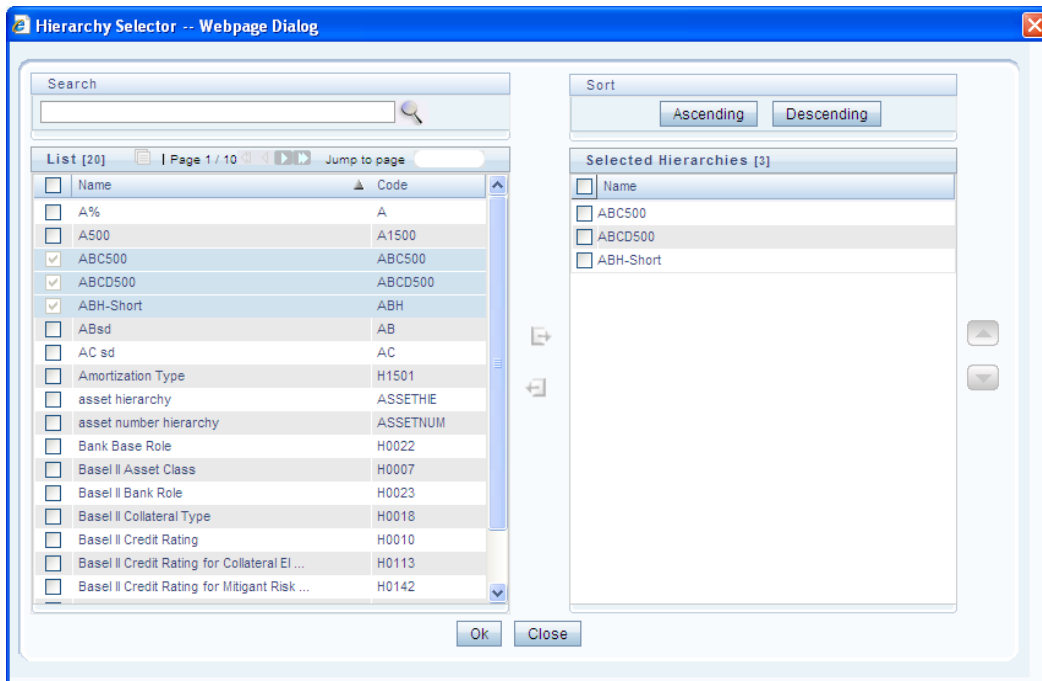 Hierarchy Selector -- Webpage Dialog
Search
Sort
Ascending Descending
List [20] | Page 1 / 10 Jump to page
Selected Hierarchies [3]
Name Code
Name
A% A
A500 A1500
ABC500 ABC500
ABCD500 ABCD500
ABH-Short ABH
ABsd AB
AC sd AC
Amortization Type H1501
asset hierarchy ASSETHIE
asset number hierarchy ASSETNUM
Bank Base Role H0022
Basel II Asset Class H0007
Basel II Bank Role H0023
Basel II Collateral Type H0018
Basel II Credit Rating H0010
Basel II Credit Rating for Collateral El ... H0113
Basel II Credit Rating for Mitigant Risk ... H0142
ABC500
ABCD500
ABH-Short
Ok Close